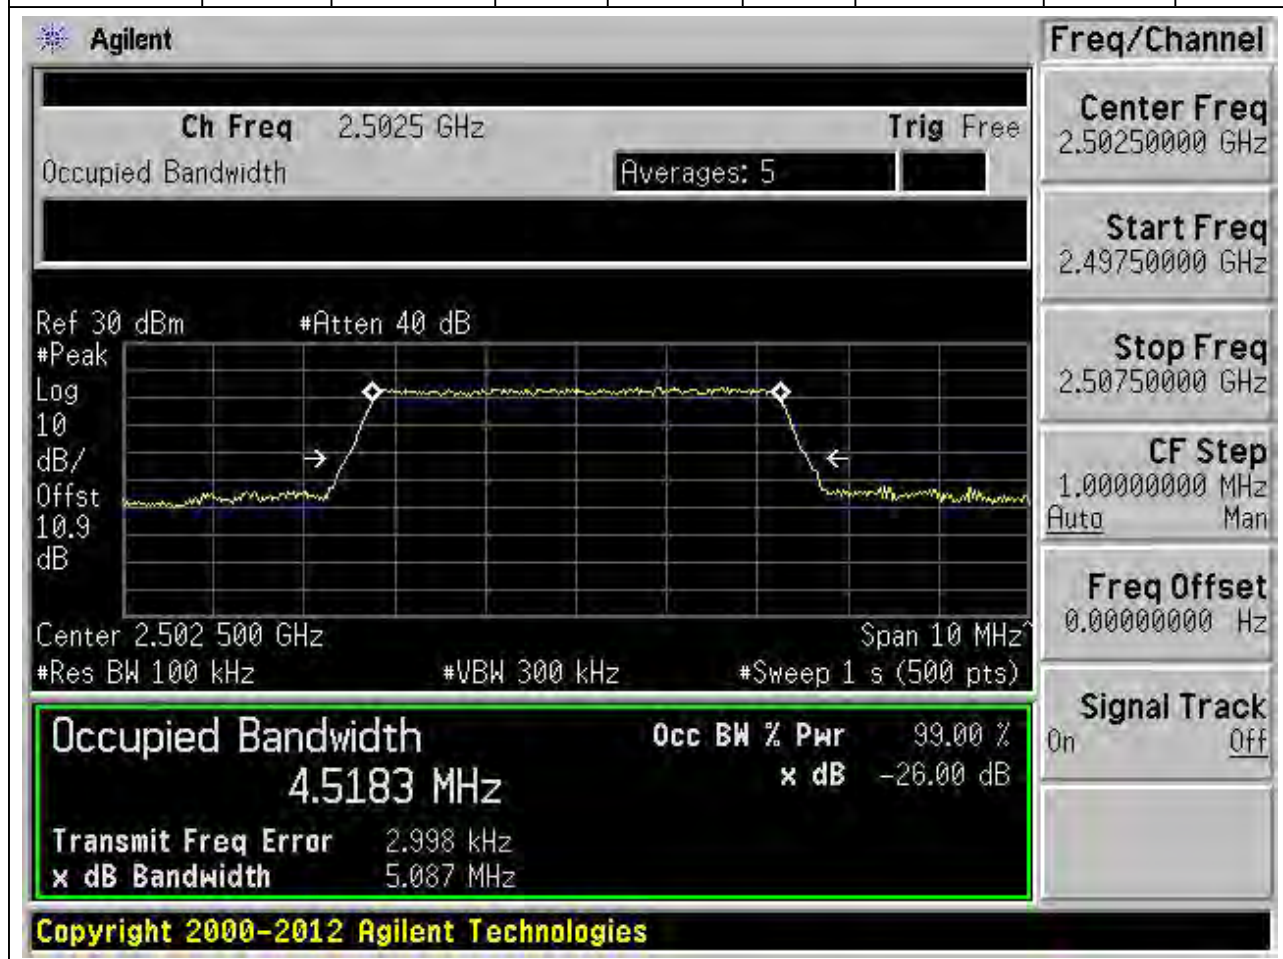 Agilent
Freq/Channel
Ch Freq 2.5025 GHz Trig Free
Occupied Bandwidth Averages: 5
Center Freq
2.50250000 GHz
Start Freq
2.49750000 GHz
Stop Freq
2.50750000 GHz
CF Step
1.00000000 MHz
Auto Man
Freq Offset
0.00000000 Hz
Signal Track
On Off
Ref 30 dBm #Atten 40 dB
#Peak
Log
10
dB/
Offst
10.9
dB
Center 2.502 500 GHz Span 10 MHz^
#Res BW 100 kHz #VBW 300 kHz #Sweep 1 s (500 pts)
Occupied Bandwidth Occ BW % Pwr 99.00 %
4.5183 MHz x dB -26.00 dB
Transmit Freq Error 2.998 kHz
x dB Bandwidth 5.087 MHz
Copyright 2000-2012 Agilent Technologies